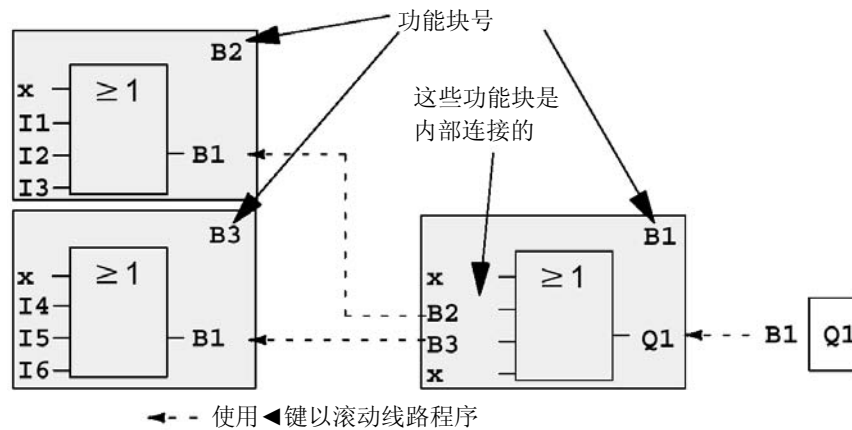 功能块号
B2
≥1
x
I1
I2
I3
B1
这些功能块是
内部连接的
B3
≥1
x
I4
I5
I6
B1
B1
≥1
x
B2
B3
x
Q1
B1
Q1
使用◄键以滚动线路程序